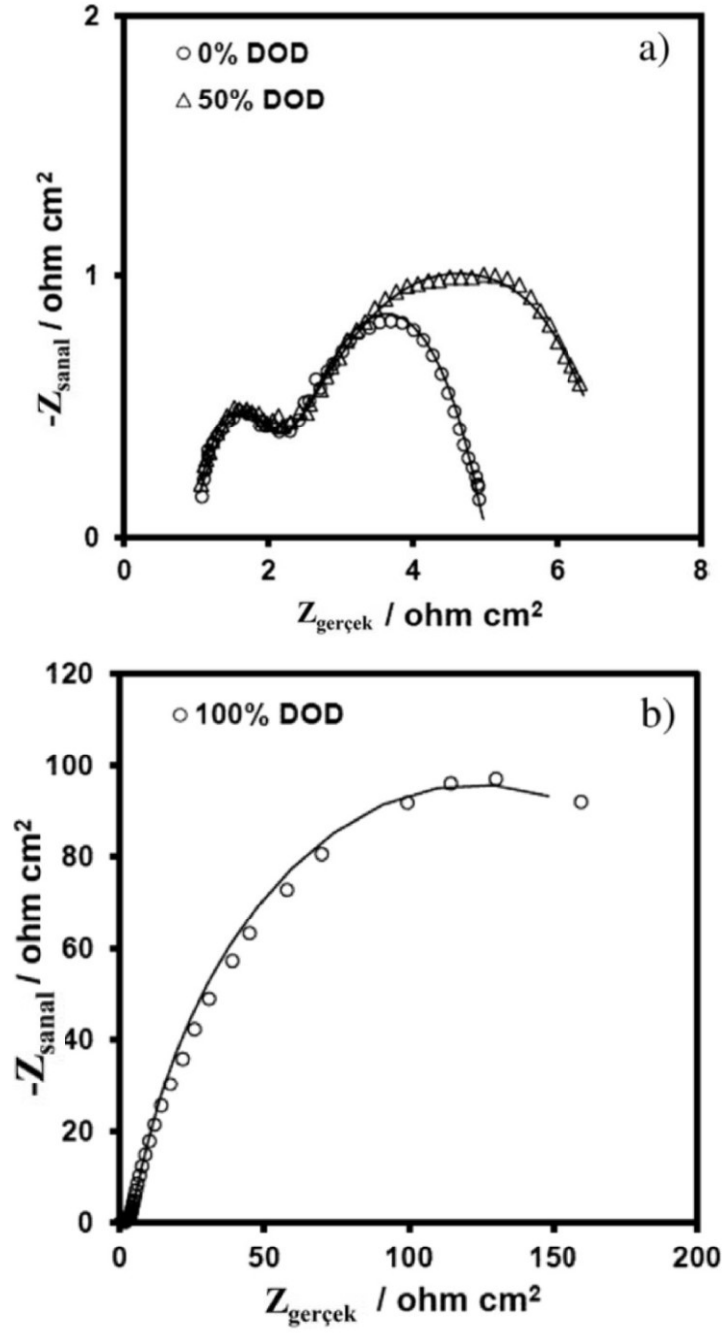 2
a)
○ 0% DOD
△ 50% DOD
1
0
0 2 4 6 8
-Zsanal / ohm cm²
Zgerçek / ohm cm²
120
○ 100% DOD
b)
100
80
60
40
20
0
0 50 100 150 200
-Zsanal / ohm cm²
Zgerçek / ohm cm²